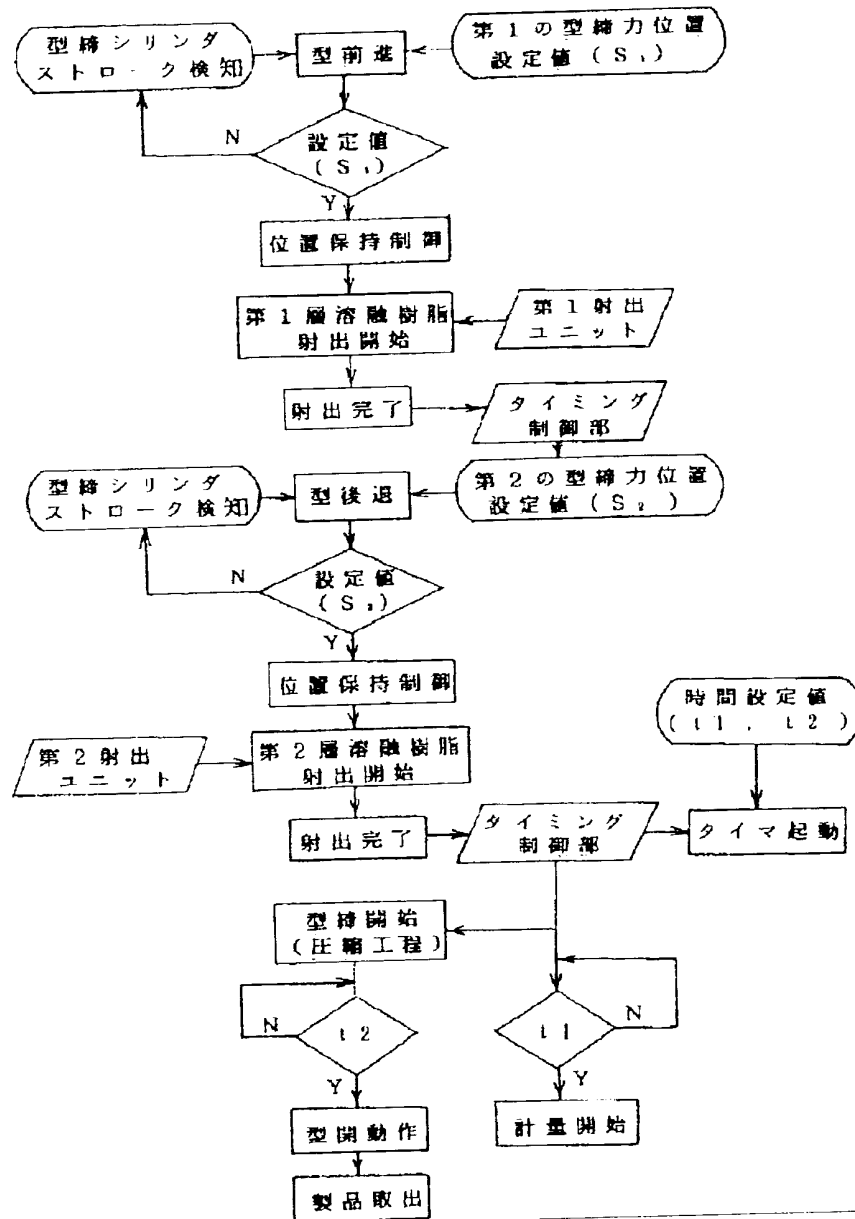 型締シリンダ
ストローク検知
型前進
第1の型締力位置
設定値(S₁)
N
設定値
(S₁)
Y
位置保持制御
第1層溶融樹脂
射出開始
第1射出
ユニット
射出完了
タイミング
制御部
型締シリンダ
ストローク検知
型後退
第2の型締力位置
設定値(S₂)
N
設定値
(S₂)
Y
位置保持制御
時間設定値
(t1,t2)
第2射出
ユニット
第2層溶融樹脂
射出開始
射出完了
タイミング
制御部
タイマ起動
型締開始
(圧縮工程)
N
t2
Y
t1
N
Y
型開動作
計量開始
製品取出